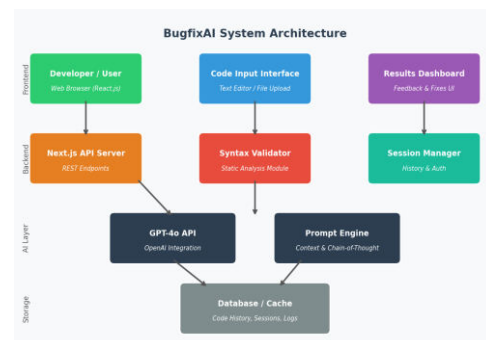 BugfixAI System Architecture
Frontend
Developer / User
Web Browser (React.js)
Code Input Interface
Text Editor / File Upload
Results Dashboard
Feedback & Fixes UI
Backend
Next.js API Server
REST Endpoints
Syntax Validator
Static Analysis Module
Session Manager
History & Auth
AI Layer
GPT-4o API
OpenAI Integration
Prompt Engine
Context & Chain-of-Thought
Storage
Database / Cache
Code History, Sessions, Logs